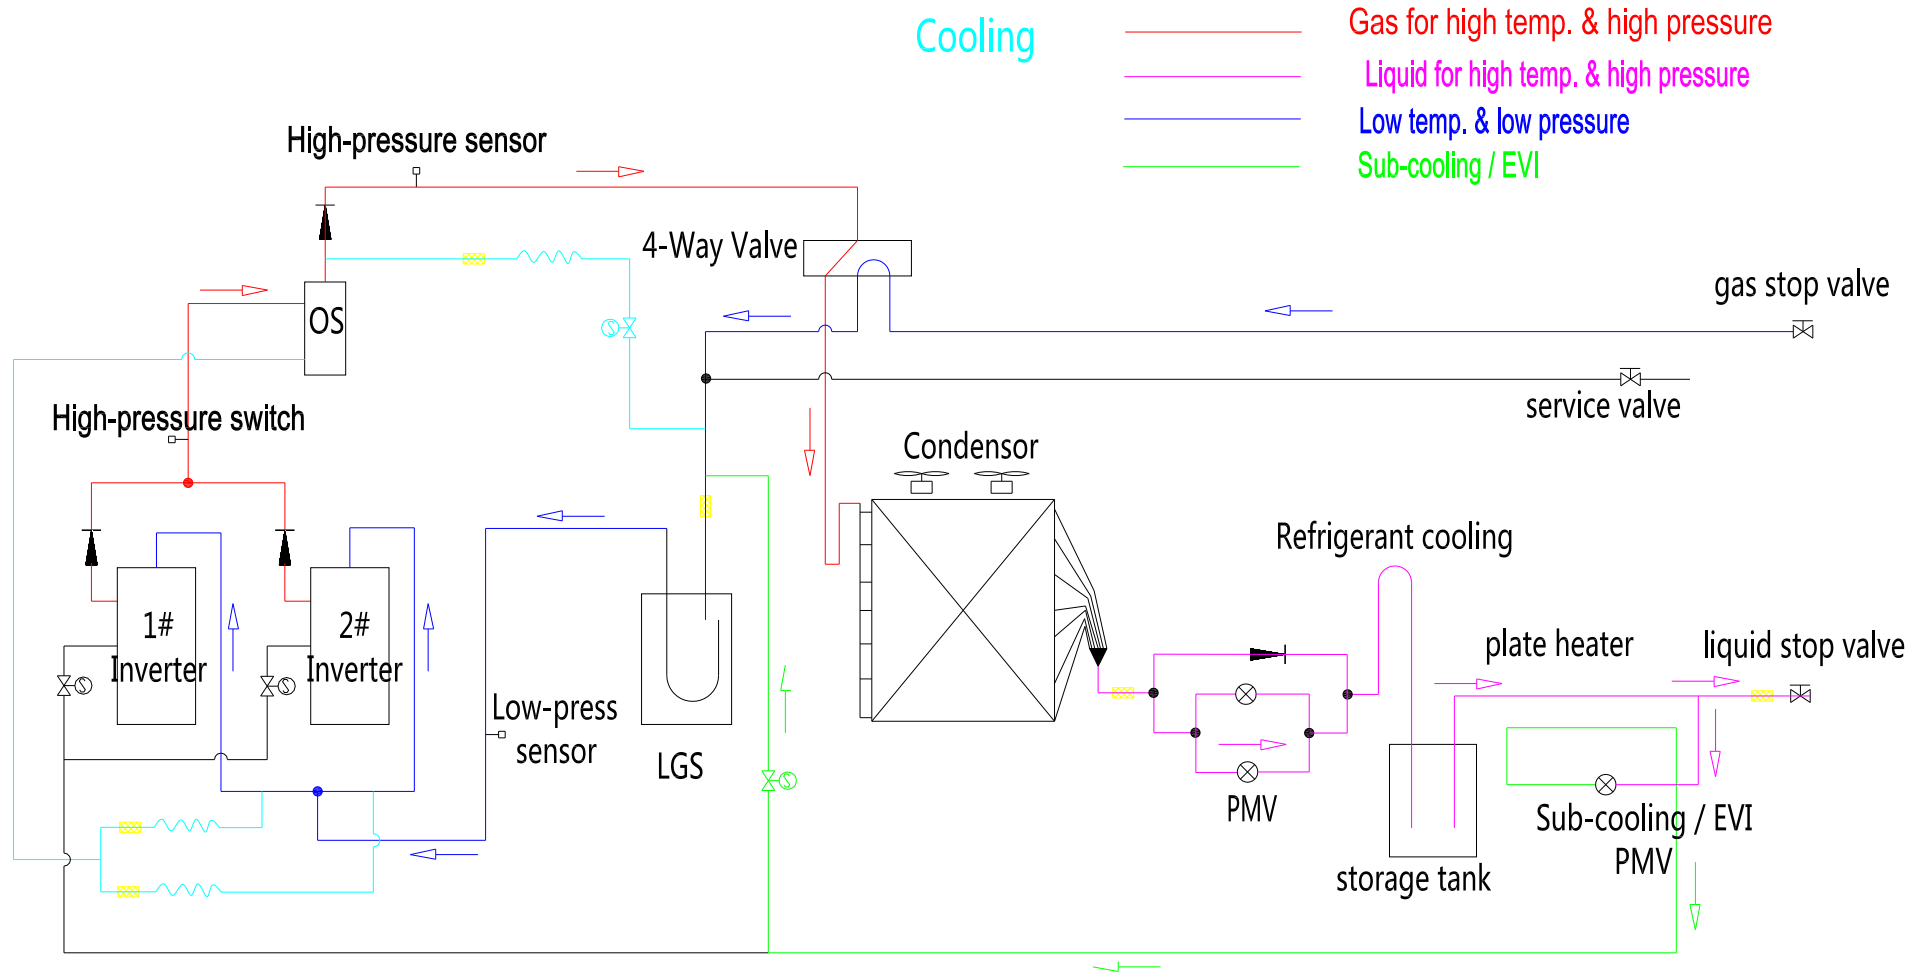 Cooling
Gas for high temp. & high pressure
Liquid for high temp. & high pressure
Low temp. & low pressure
Sub-cooling / EVI
High-pressure sensor
4-Way Valve
gas stop valve
OS
service valve
High-pressure switch
Condensor
Refrigerant cooling
1#
Inverter
2#
Inverter
plate heater
liquid stop valve
Low-press
sensor
LGS
PMV
Sub-cooling / EVI
PMV
storage tank